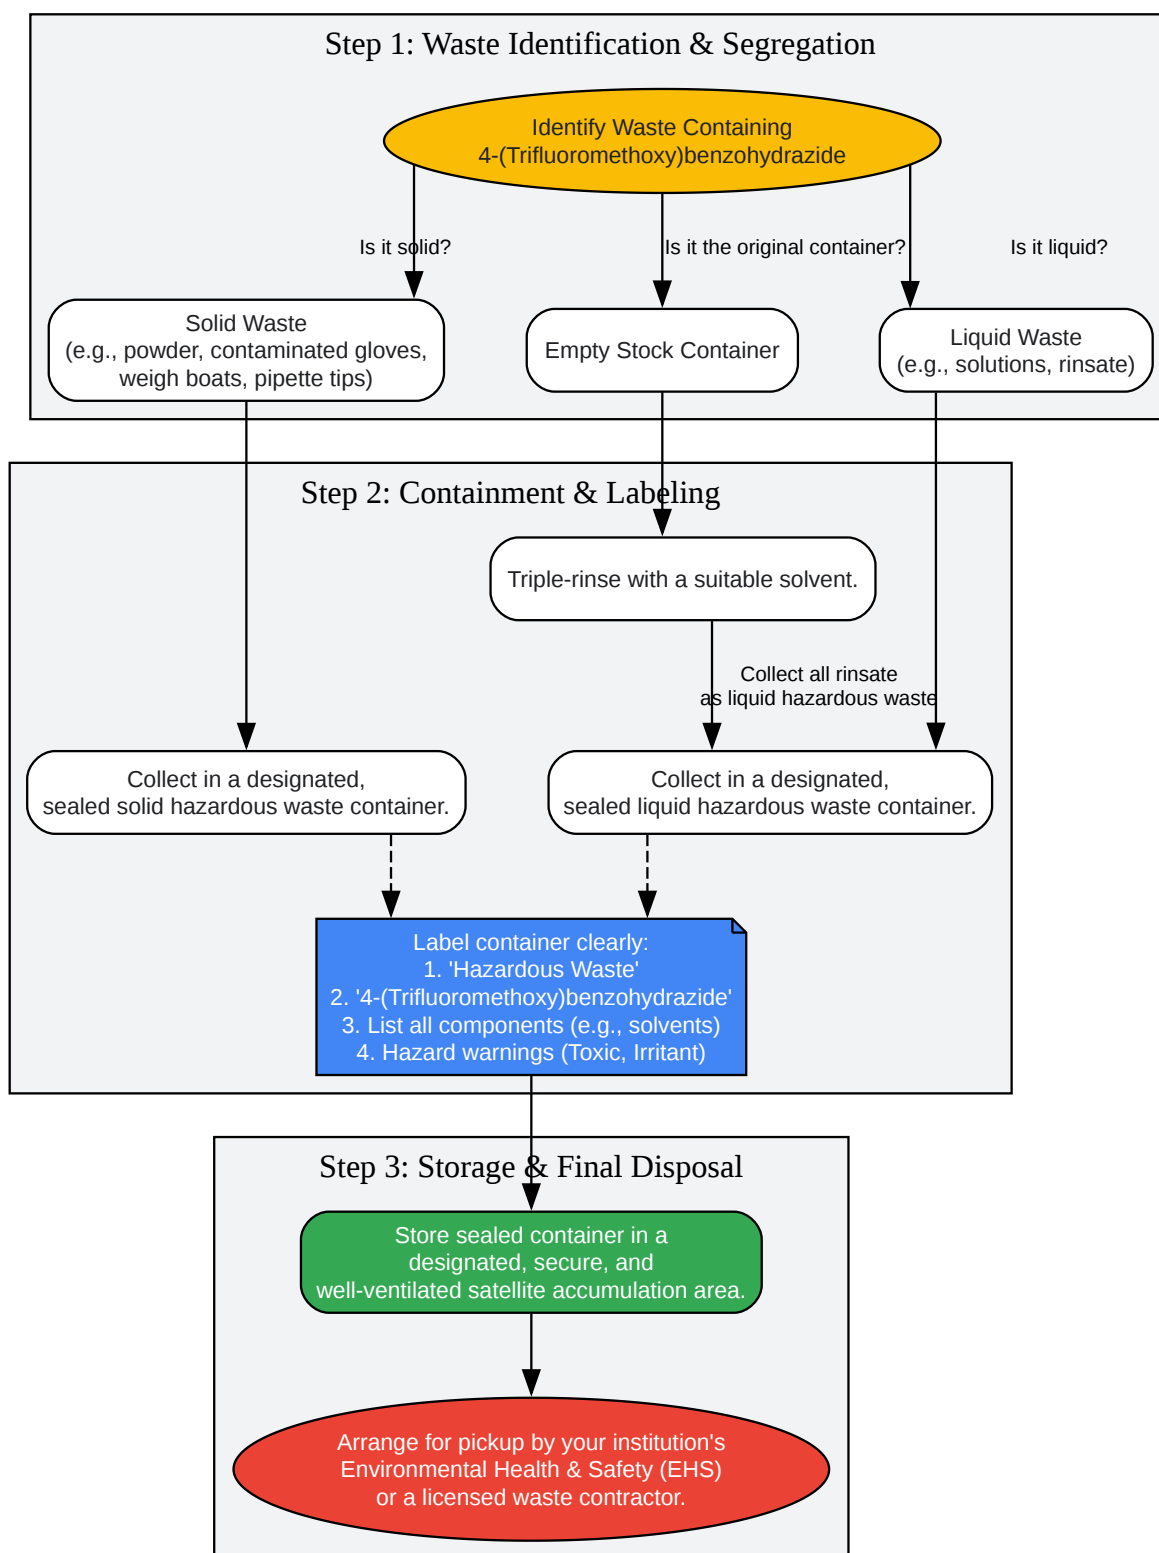 Step 1: Waste Identification & Segregation
Identify Waste Containing
4-(Trifluoromethoxy)benzohydrazide
Is it solid?
Is it the original container?
Is it liquid?
Solid Waste
(e.g., powder, contaminated gloves,
weigh boats, pipette tips)
Empty Stock Container
Liquid Waste
(e.g., solutions, rinsate)
Step 2: Containment & Labeling
Triple-rinse with a suitable solvent.
Collect all rinsate
as liquid hazardous waste
Collect in a designated,
sealed solid hazardous waste container.
Collect in a designated,
sealed liquid hazardous waste container.
Label container clearly:
1. 'Hazardous Waste'
2. '4-(Trifluoromethoxy)benzohydrazide'
3. List all components (e.g., solvents)
4. Hazard warnings (Toxic, Irritant)
Step 3: Storage & Final Disposal
Store sealed container in a
designated, secure, and
well-ventilated satellite accumulation area.
Arrange for pickup by your institution's
Environmental Health & Safety (EHS)
or a licensed waste contractor.